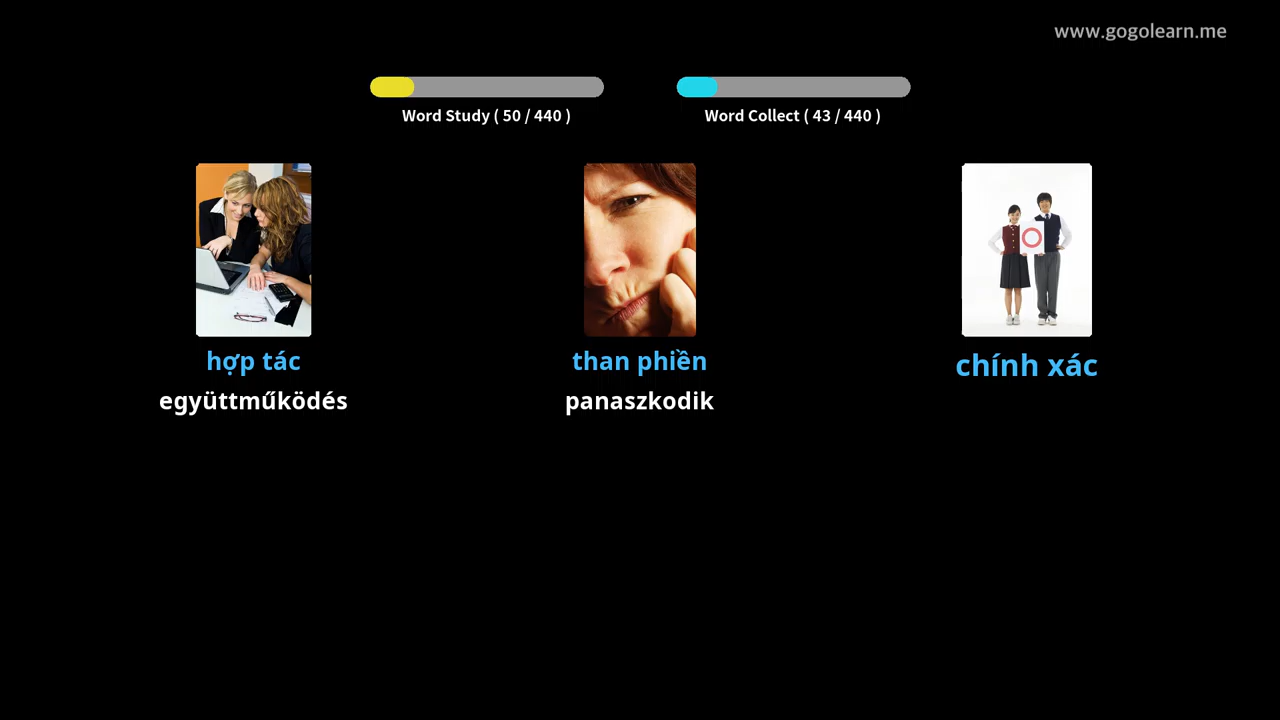 www.gogolearn.me
Word Study ( 50 / 440 )
Word Collect ( 43 / 440 )
hợp tác
than phiền
chính xác
együttműködés
panaszkodik